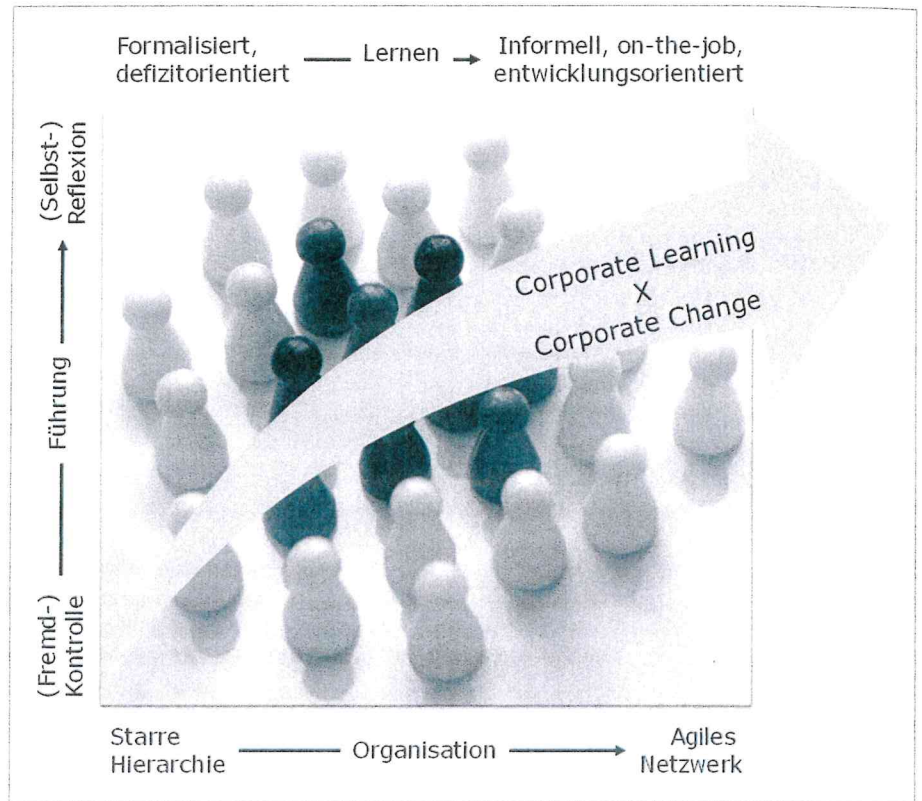 Formalisiert,
defizitorientiert
Lernen
Informell, on-the-job,
entwicklungsorientiert
(Selbst-)
Reflexion
Führung
(Fremd-)
Kontrolle
Corporate Learning
X
Corporate Change
Starre
Hierarchie
Organisation
Agiles
Netzwerk